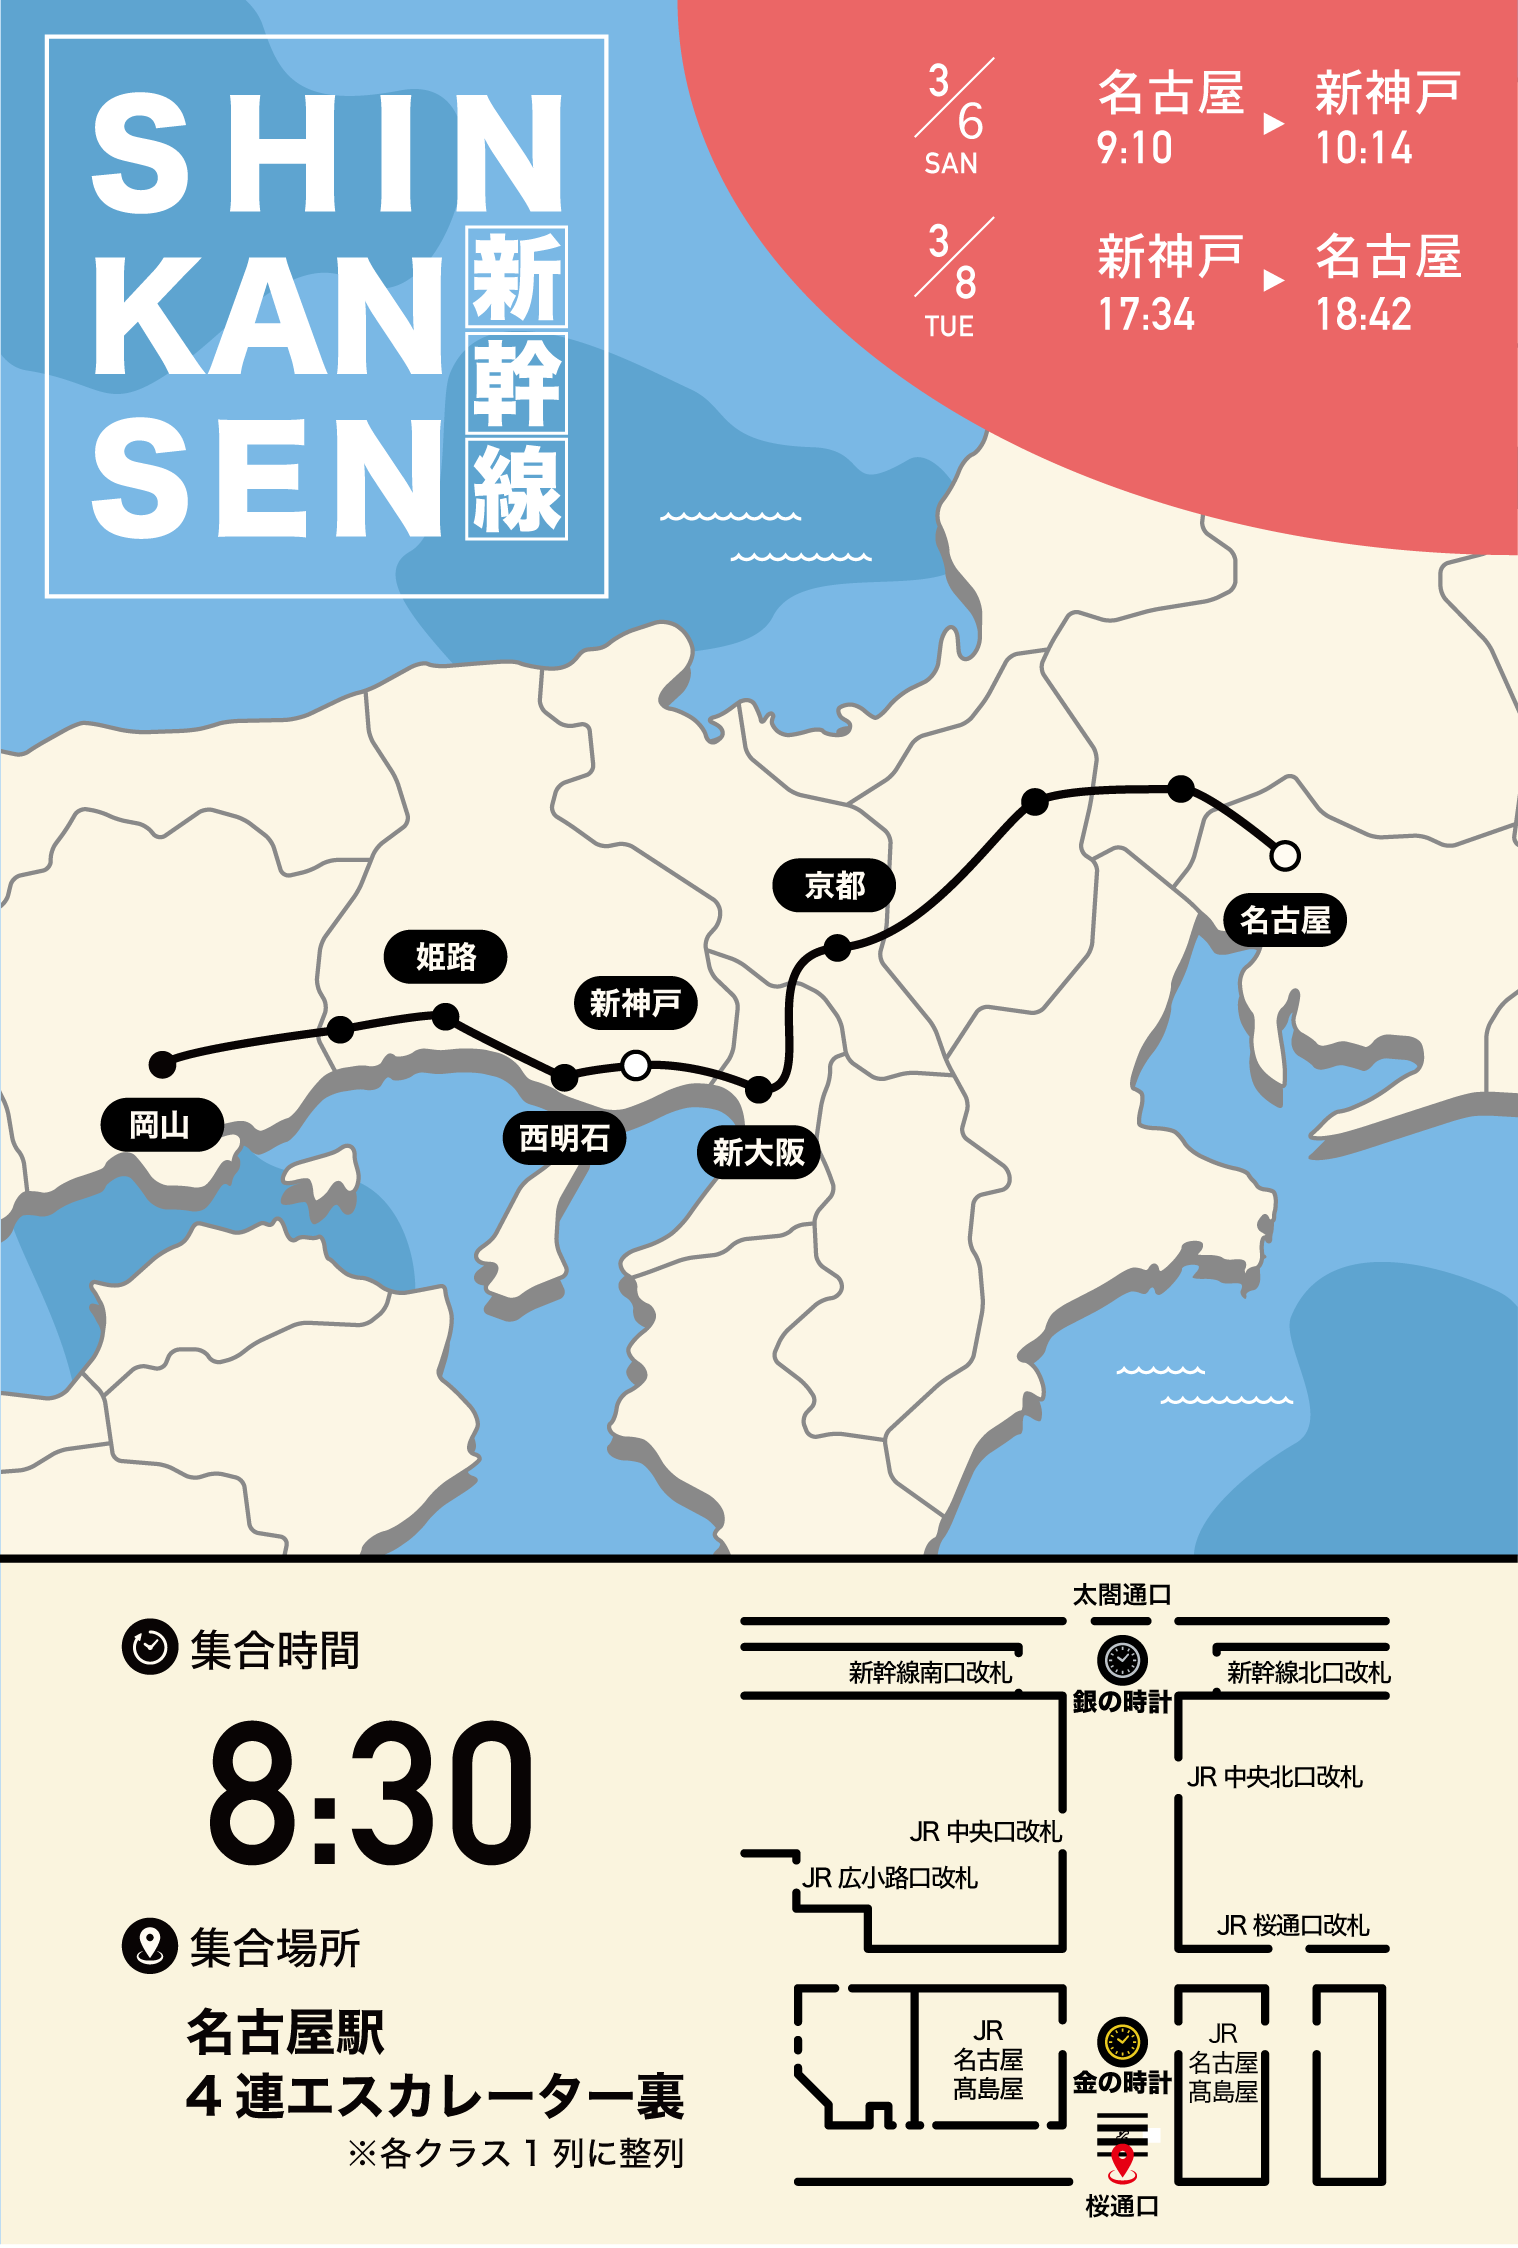 SHIN
KAN
SEN
新幹線
3/6
SAN
名古屋 ▶ 新神戸
9:10 10:14
3/8
TUE
新神戸 ▶ 名古屋
17:34 18:42
京都
名古屋
姫路
新神戸
岡山
西明石
新大阪
集合時間
8:30
集合場所
名古屋駅
4 連エスカレーター裏
※各クラス 1 列に整列
太閤通口
新幹線南口改札
新幹線北口改札
銀の時計
JR 中央北口改札
JR 中央口改札
JR 広小路口改札
JR 桜通口改札
JR
名古屋
髙島屋
金の時計
JR
名古屋
髙島屋
桜通口